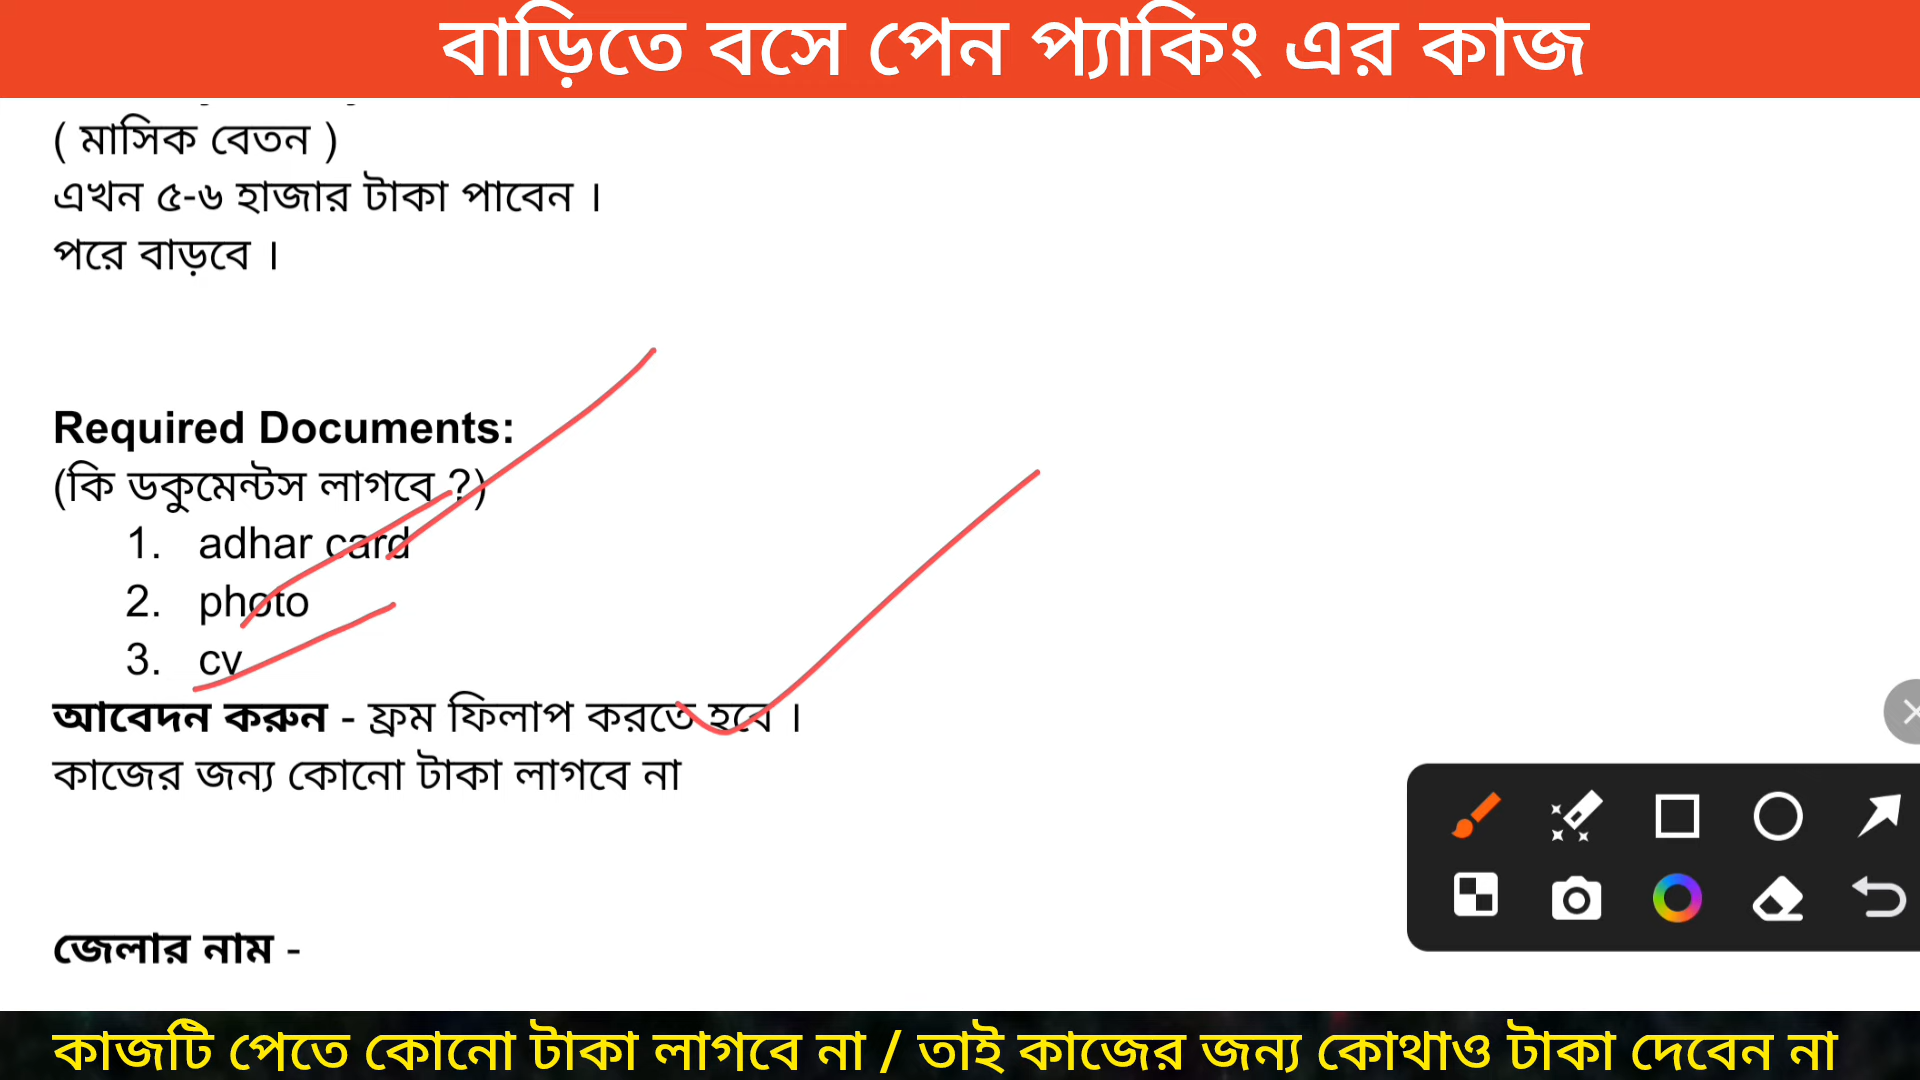 বাড়িতে বসে পেন প্যাকিং এর কাজ
( মাসিক বেতন )
এখন ৫-৬ হাজার টাকা পাবেন ।
পরে বাড়বে ।
Required Documents:
(কি ডকুমেন্টস লাগবে ?)
1. adhar card
2. photo
3. cv
আবেদন করুন - ফ্রম ফিলাপ করতে হবে ।
কাজের জন্য কোনো টাকা লাগবে না
জেলার নাম -
কাজটি পেতে কোনো টাকা লাগবে না / তাই কাজের জন্য কোথাও টাকা দেবেন না